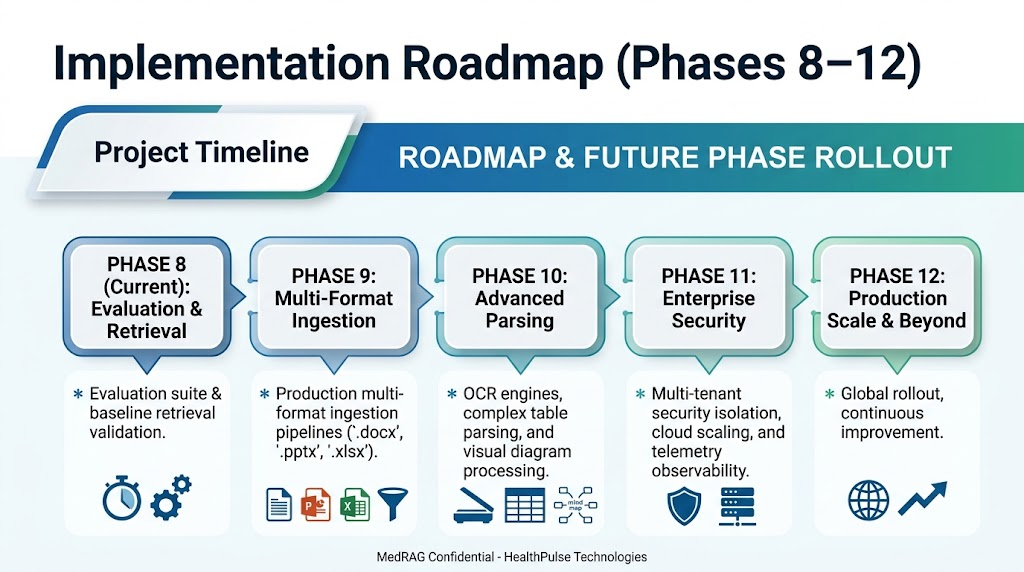 Implementation Roadmap (Phases 8–12)
Project Timeline
ROADMAP & FUTURE PHASE ROLLOUT
PHASE 8
(Current):
Evaluation &
Retrieval
* Evaluation suite &
baseline retrieval
validation.
PHASE 9:
Multi-Format
Ingestion
* Production multi-
format ingestion
pipelines (`.docx’,
'.pptx’, '.xlsx’).
P
X
PHASE 10:
Advanced
Parsing
* OCR engines,
complex table
parsing, and
visual diagram
processing.
mind
map
PHASE 11:
Enterprise
Security
* Multi-tenant
security isolation,
cloud scaling, and
telemetry
observability.
PHASE 12:
Production
Scale & Beyond
* Global rollout,
continuous
improvement.
MedRAG Confidential - HealthPulse Technologies